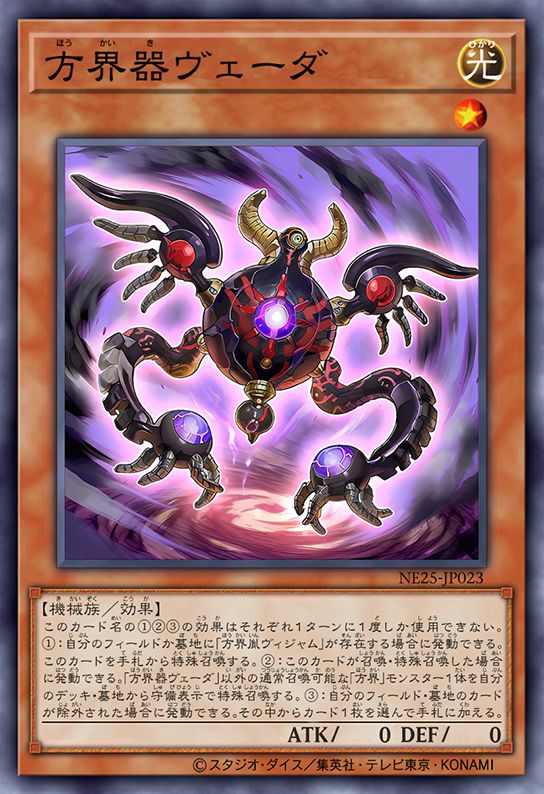 方界器ヴェーダ
光
NE25-JP023
【機械族／効果】
このカード名の①②③の効果はそれぞれ1ターンに1度しか使用できない。
①：自分のフィールドか墓地に「方界胤ヴィジャム」が存在する場合に発動できる。
このカードを手札から特殊召喚する。②：このカードが召喚・特殊召喚した場合
に発動できる。「方界器ヴェーダ」以外の通常召喚可能な「方界」モンスター1体を自分
のデッキ・墓地から守備表示で特殊召喚する。③：自分のフィールド・墓地のカード
が除外された場合に発動できる。その中からカード1枚を選んで手札に加える。
ATK/ 0 DEF/ 0
©スタジオ・ダイス／集英社・テレビ東京・KONAMI